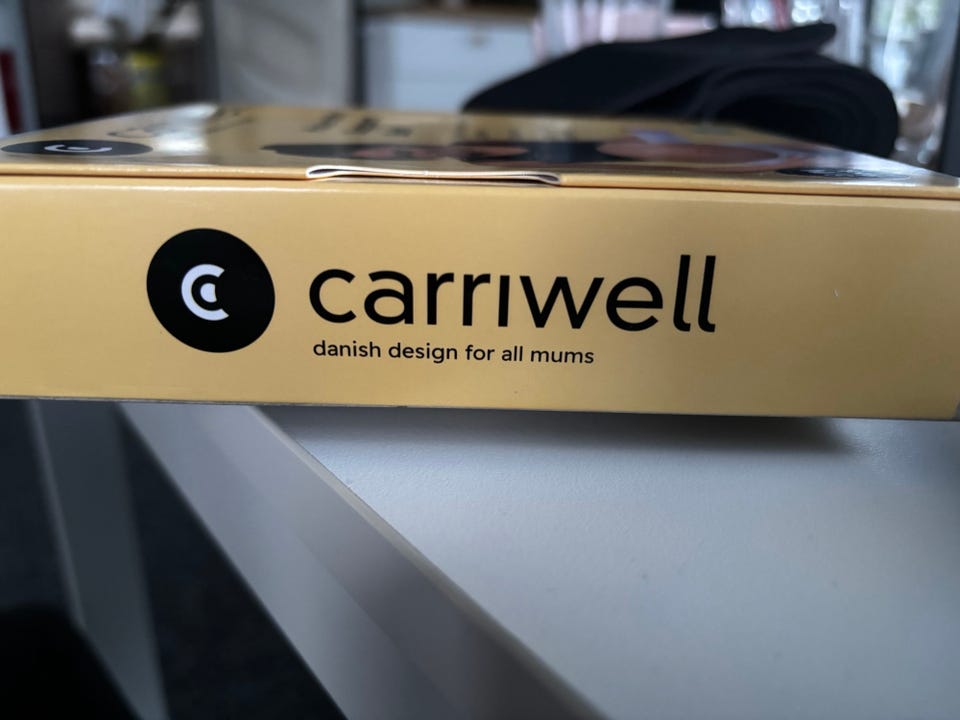 carriwell
danish design for all mums